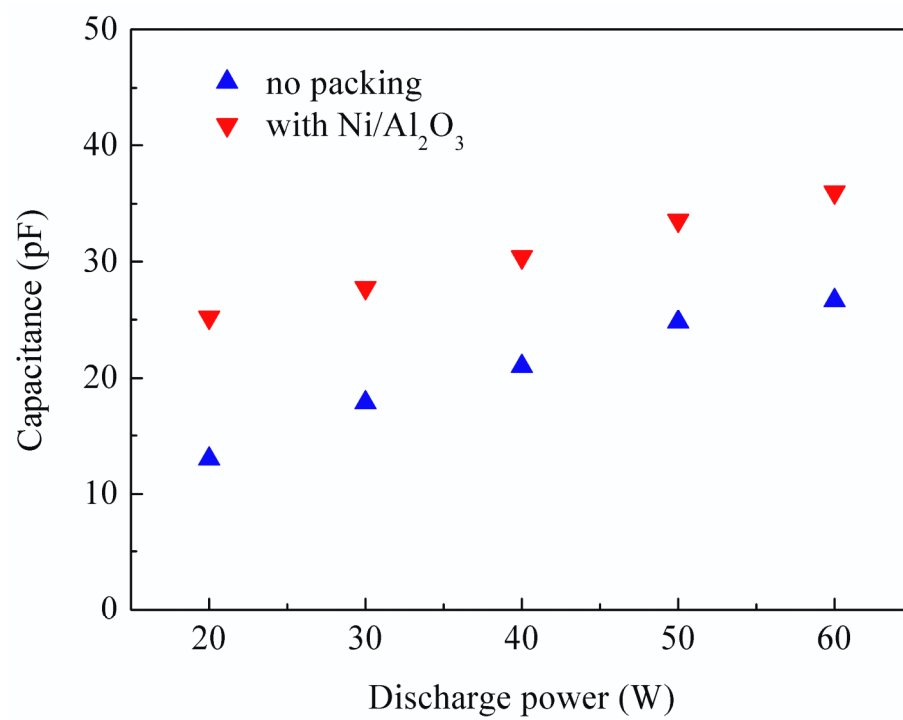 no packing
with Ni/Al₂O₃
Capacitance (pF)
50
40
30
20
10
0
20 30 40 50 60
Discharge power (W)